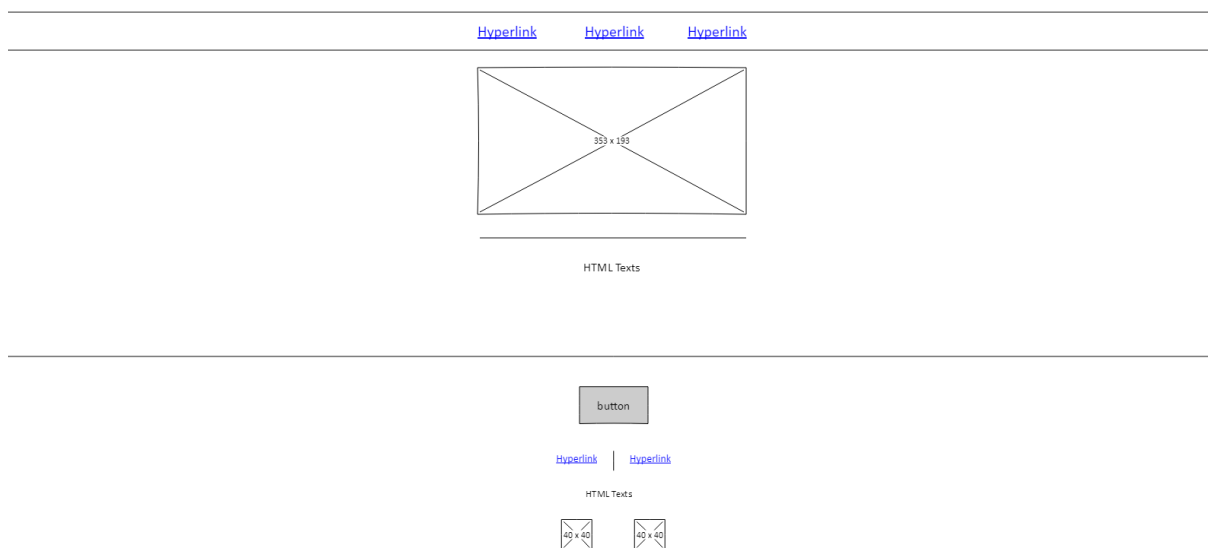 Hyperlink Hyperlink Hyperlink
353 x 193
HTML Texts
button
Hyperlink Hyperlink
HTML Texts
40 x 40 40 x 40